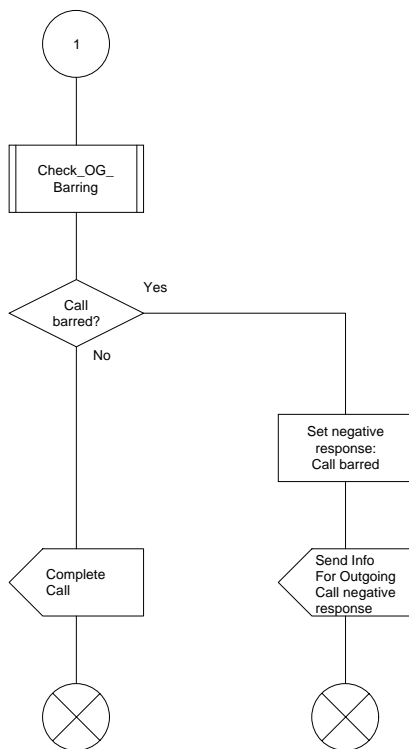 1
Check_OG_
Barring
Call
barred?
Yes
No
Set negative
response:
Call barred
Complete
Call
Send Info
For Outgoing
Call negative
response